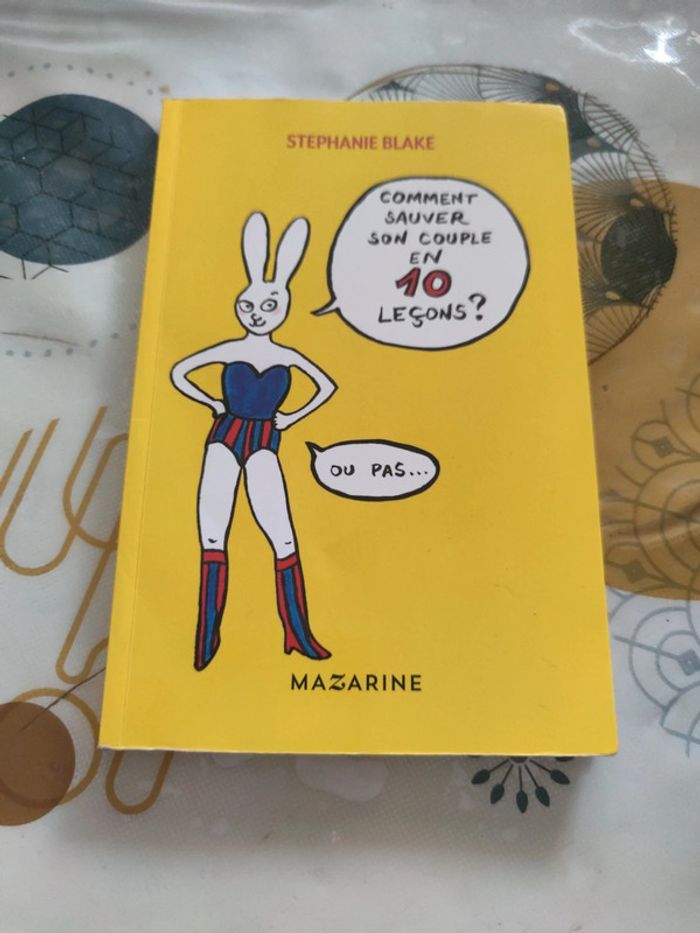 STEPHANIE BLAKE
COMMENT
SAUVER
SON COUPLE
EN
10
LEÇONS?
OU PAS...
MAZARINE